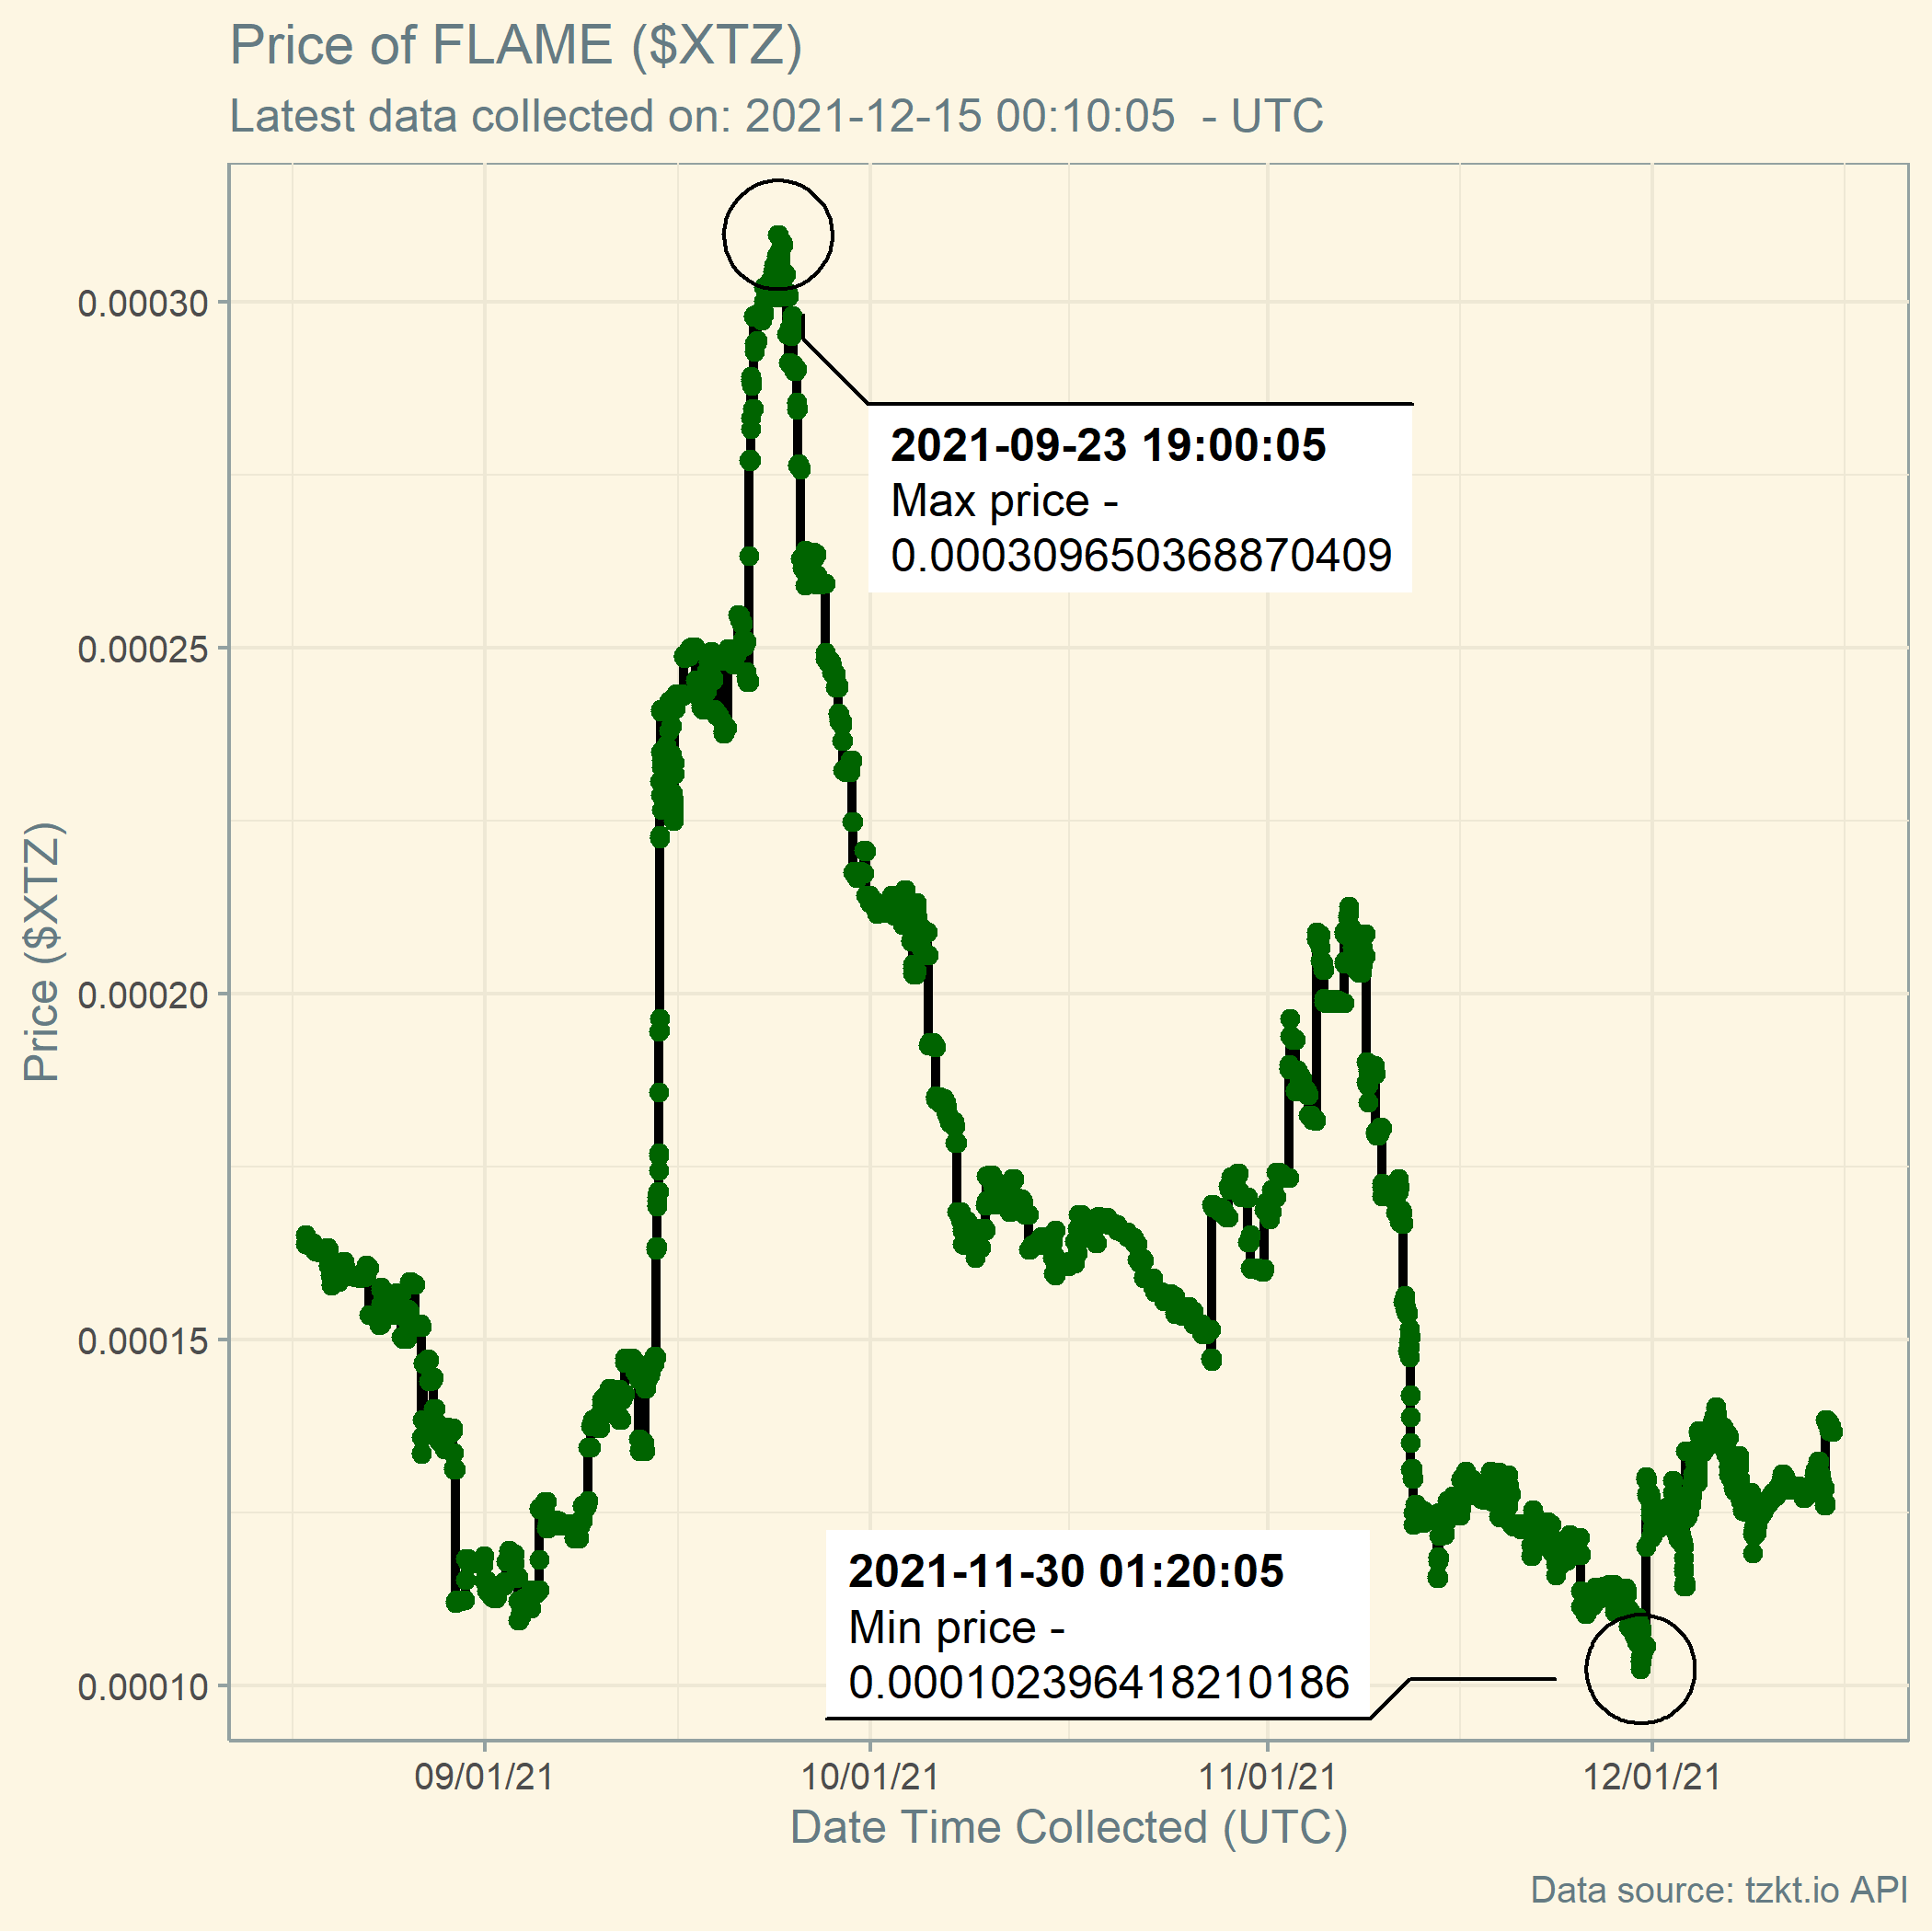 Price of FLAME ($XTZ)
Latest data collected on: 2021-12-15 00:10:05  - UTC
0.00030
2021-09-23 19:00:05
Max price -
0.000309650368870409
0.00025
Price ($XTZ)
0.00020
0.00015
2021-11-30 01:20:05
Min price -
0.000102396418210186
0.00010
09/01/21
10/01/21
11/01/21
12/01/21
Date Time Collected (UTC)
Data source: tzkt.io API